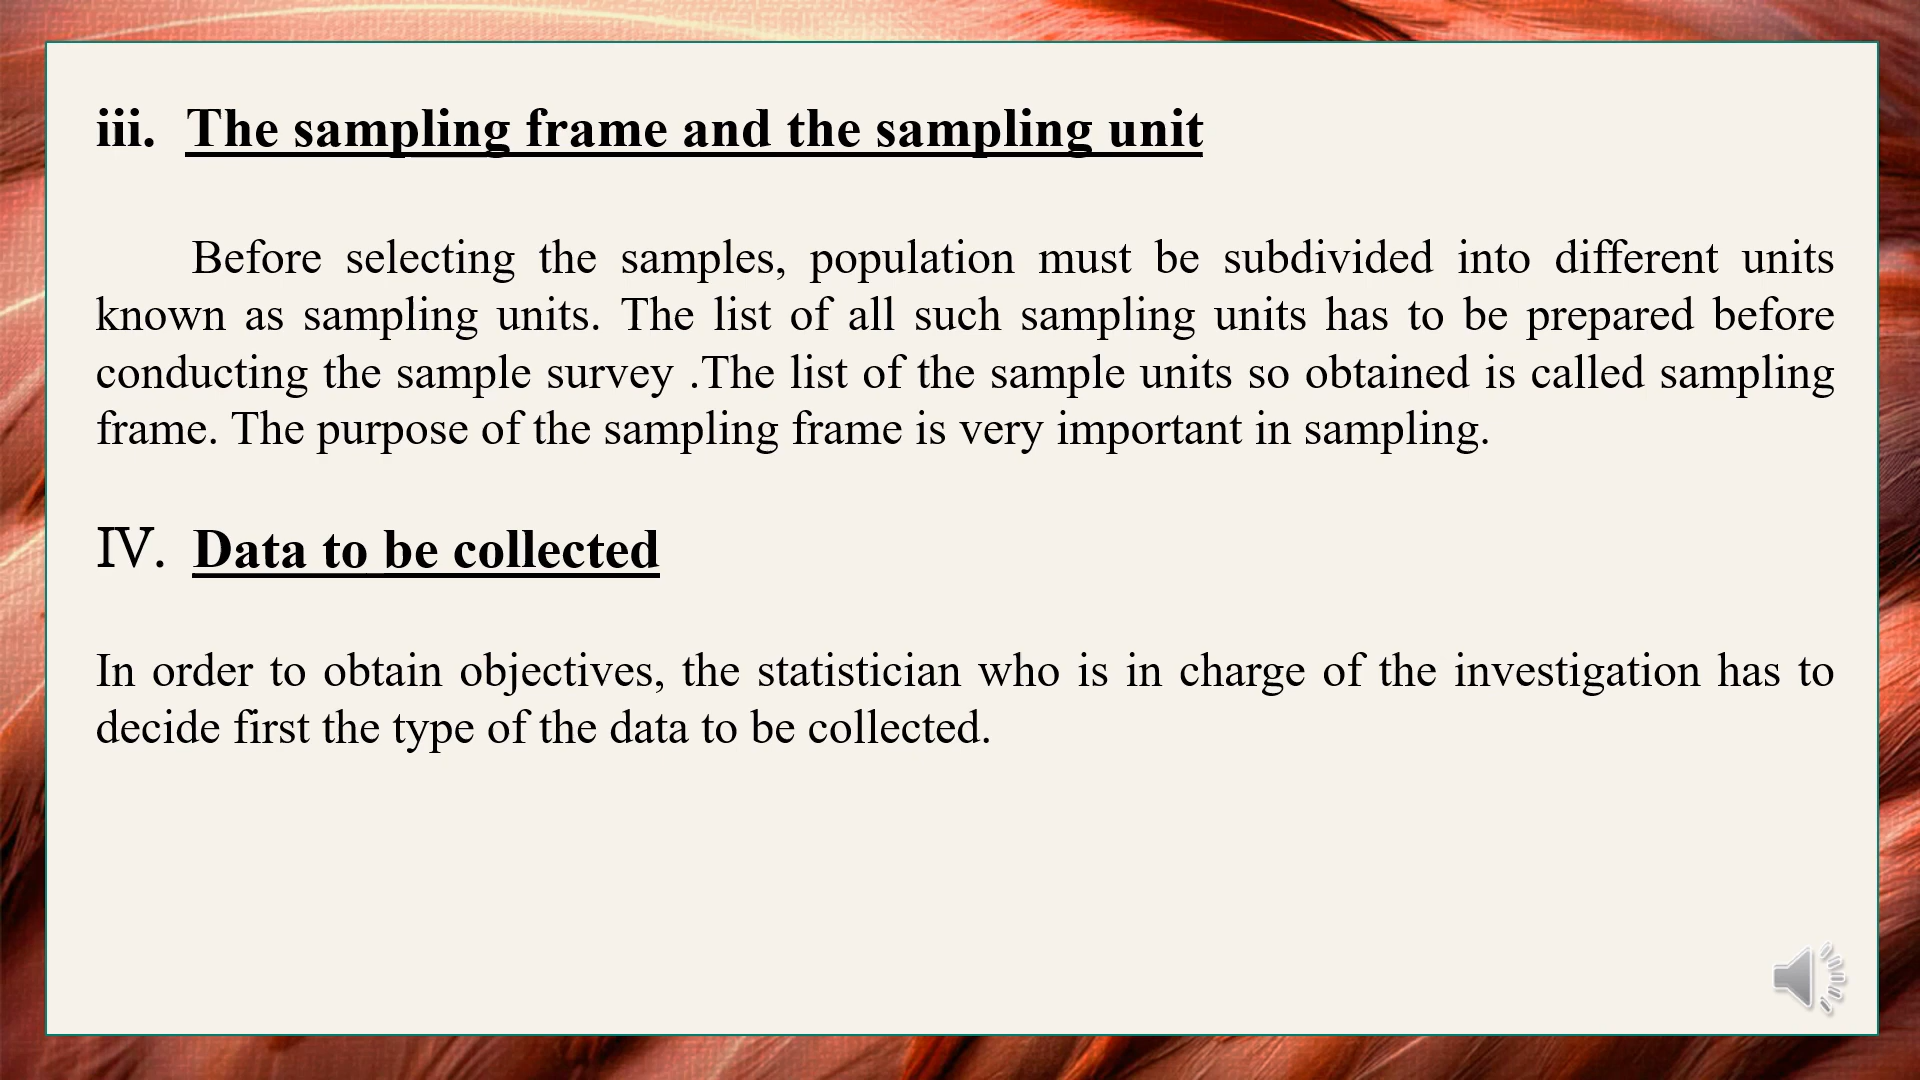 iii. The sampling frame and the sampling unit
Before selecting the samples, population must be subdivided into different units
known as sampling units. The list of all such sampling units has to be prepared before
conducting the sample survey .The list of the sample units so obtained is called sampling
frame. The purpose of the sampling frame is very important in sampling.
Ⅳ. Data to be collected
In order to obtain objectives, the statistician who is in charge of the investigation has to
decide first the type of the data to be collected.